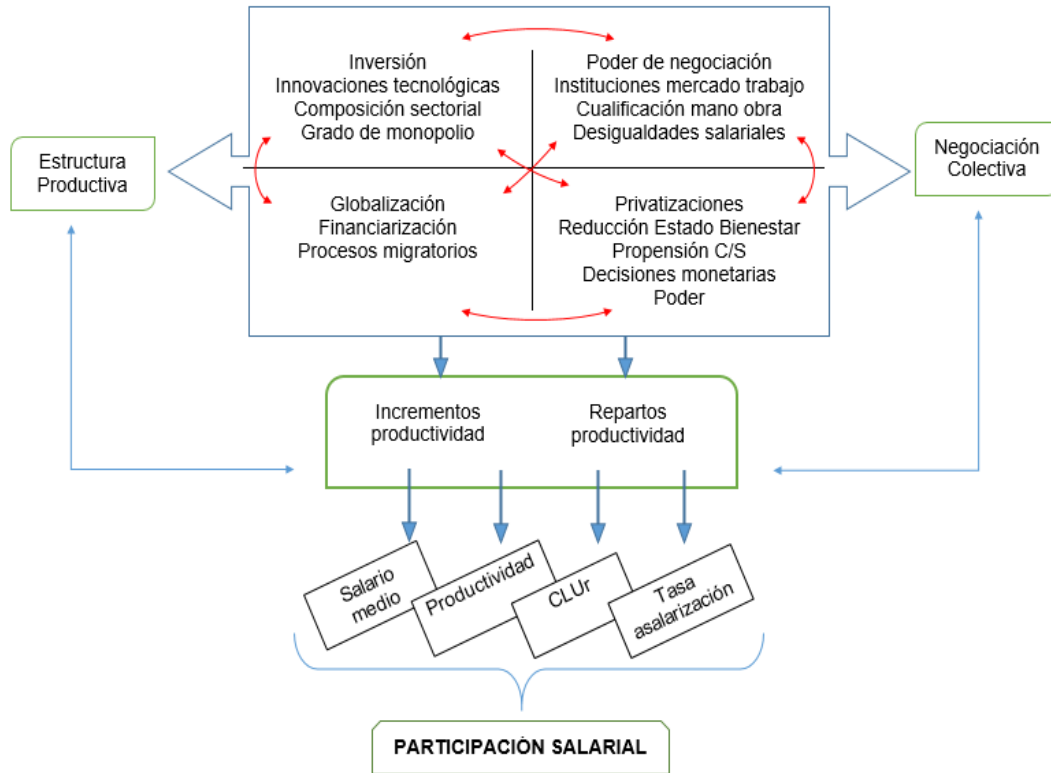 Inversión
Innovaciones tecnológicas
Composición sectorial
Grado de monopolio
Poder de negociación
Instituciones mercado trabajo
Cualificación mano obra
Desigualdades salariales
Estructura
Productiva
Negociación
Colectiva
Globalización
Financiarización
Procesos migratorios
Privatizaciones
Reducción Estado Bienestar
Propensión C/S
Decisiones monetarias
Poder
Incrementos
productividad
Repartos
productividad
Salario
medio
Productividad
CLUr
Tasa
asalarización
PARTICIPACIÓN SALARIAL